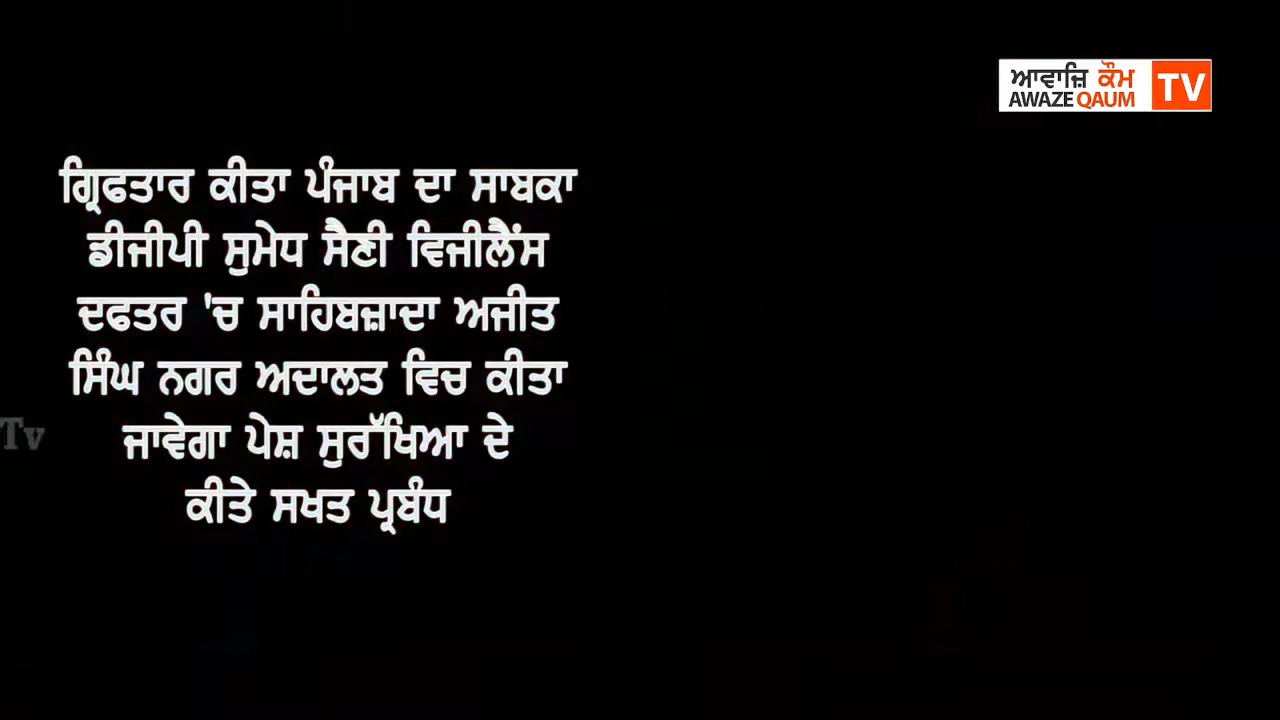 ਆਵਾਜ਼ਿ ਕੌਮ
AWAZE QAUM
TV
ਗ੍ਰਿਫਤਾਰ ਕੀਤਾ ਪੰਜਾਬ ਦਾ ਸਾਬਕਾ
ਡੀਜੀਪੀ ਸੁਮੇਧ ਸੈਣੀ ਵਿਜੀਲੈਂਸ
ਦਫਤਰ 'ਚ ਸਾਹਿਬਜ਼ਾਦਾ ਅਜੀਤ
ਸਿੰਘ ਨਗਰ ਅਦਾਲਤ ਵਿਚ ਕੀਤਾ
ਜਾਵੇਗਾ ਪੇਸ਼ ਸੁਰੱਖਿਆ ਦੇ
ਕੀਤੇ ਸਖਤ ਪ੍ਰਬੰਧ
Tv